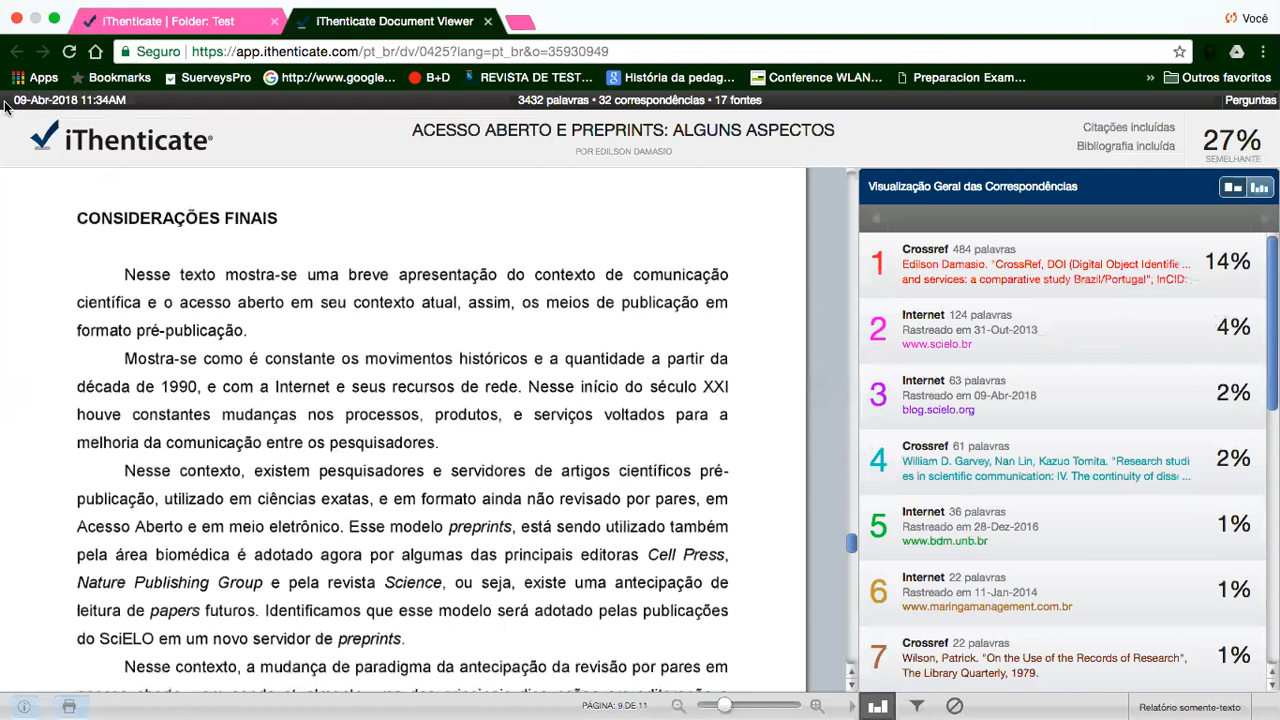 iThenticate | Folder: Test
iThenticate Document Viewer
Você
Seguro
https://app.ithenticate.com/pt_br/dv/0425?lang=pt_br&o=35930949
Apps
Bookmarks
SuerveysPro
http://www.google...
B+D
REVISTA DE TEST...
História da pedag...
Conference WLAN...
Preparacion Exam...
»
Outros favoritos
09-Abr-2018 11:34AM
3432 palavras • 32 correspondências • 17 fontes
Perguntas
iThenticate®
ACESSO ABERTO E PREPRINTS: ALGUNS ASPECTOS
POR EDILSON DAMASIO
Citações incluídas
Bibliografia incluída
27%
SEMELHANTE
CONSIDERAÇÕES FINAIS
Nesse texto mostra-se uma breve apresentação do contexto de comunicação
científica e o acesso aberto em seu contexto atual, assim, os meios de publicação em
formato pré-publicação.
Mostra-se como é constante os movimentos históricos e a quantidade a partir da
década de 1990, e com a Internet e seus recursos de rede. Nesse início do século XXI
houve constantes mudanças nos processos, produtos, e serviços voltados para a
melhoria da comunicação entre os pesquisadores.
Nesse contexto, existem pesquisadores e servidores de artigos científicos pré-
publicação, utilizado em ciências exatas, e em formato ainda não revisado por pares, em
Acesso Aberto e em meio eletrônico. Esse modelo preprints, está sendo utilizado também
pela área biomédica é adotado agora por algumas das principais editoras Cell Press,
Nature Publishing Group e pela revista Science, ou seja, existe uma antecipação de
leitura de papers futuros. Identificamos que esse modelo será adotado pelas publicações
do SciELO em um novo servidor de preprints.
Nesse contexto, a mudança de paradigma da antecipação da revisão por pares em
Visualização Geral das Correspondências
1
Crossref 484 palavras
Edilson Damasio. "CrossRef, DOI (Digital Object Identifie...
and services: a comparative study Brazil/Portugal", InCID:
14%
2
Internet 124 palavras
Rastreado em 31-Out-2013
www.scielo.br
4%
3
Internet 63 palavras
Rastreado em 09-Abr-2018
blog.scielo.org
2%
4
Crossref 61 palavras
William D. Garvey, Nan Lin, Kazuo Tomita. "Research studi
es in scientific communication: IV. The continuity of disse...
2%
5
Internet 36 palavras
Rastreado em 28-Dez-2016
www.bdm.unb.br
1%
6
Internet 22 palavras
Rastreado em 11-Jan-2014
www.maringamanagement.com.br
1%
7
Crossref 22 palavras
Wilson, Patrick. "On the Use of the Records of Research",
The Library Quarterly, 1979.
1%
PÁGINA: 9 DE 11
Relatório somente-texto